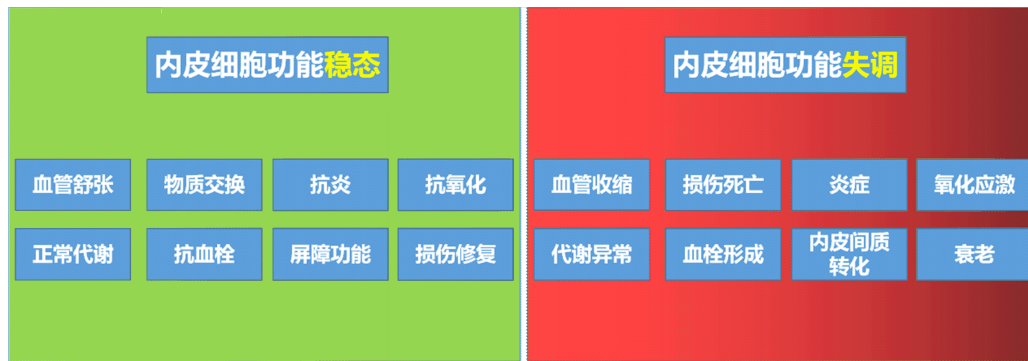 内皮细胞功能稳态
血管舒张
物质交换
抗炎
抗氧化
正常代谢
抗血栓
屏障功能
损伤修复
内皮细胞功能失调
血管收缩
损伤死亡
炎症
氧化应激
代谢异常
血栓形成
内皮间质
转化
衰老